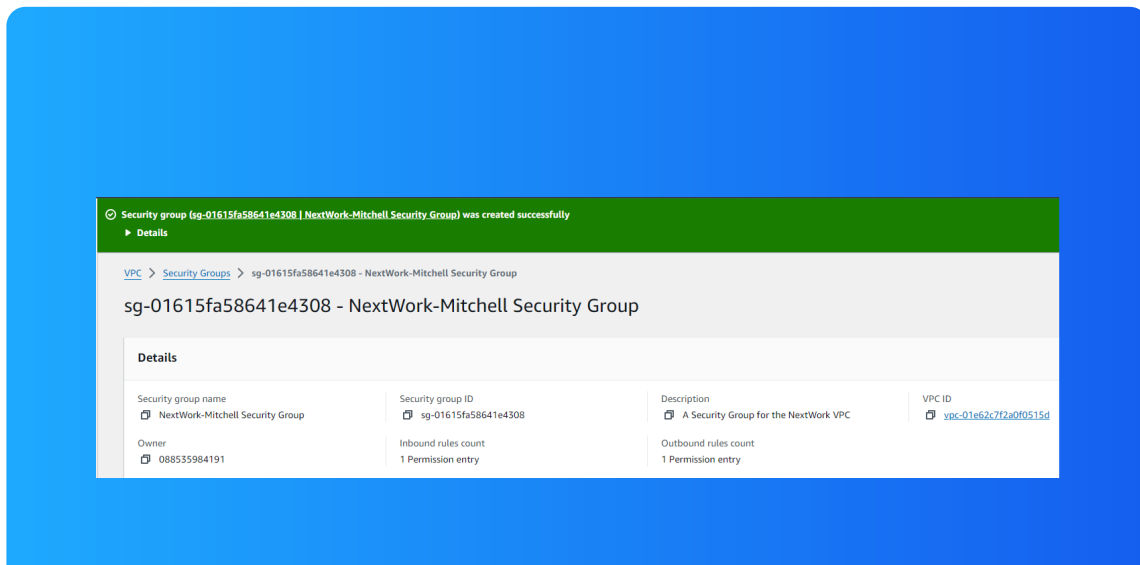 Security group (sg-01615fa58641e4308 | NextWork-Mitchell Security Group) was created successfully
Details
VPC > Security Groups > sg-01615fa58641e4308 - NextWork-Mitchell Security Group
sg-01615fa58641e4308 - NextWork-Mitchell Security Group
Details
Security group name Security group ID Description VPC ID
NextWork-Mitchell Security Group sg-01615fa58641e4308 A Security Group for the NextWork VPC vpc-01e62c7f2a0f0515d
Owner Inbound rules count Outbound rules count
088535984191 1 Permission entry 1 Permission entry